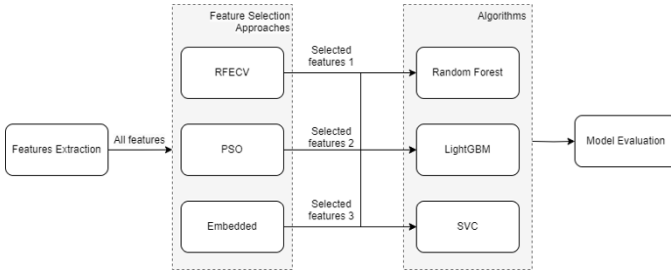 Feature Selection
Approaches
Algorithms
RFECV
Selected
features 1
Random Forest
Features Extraction
All features
PSO
Selected
features 2
LightGBM
Model Evaluation
Embedded
Selected
features 3
SVC